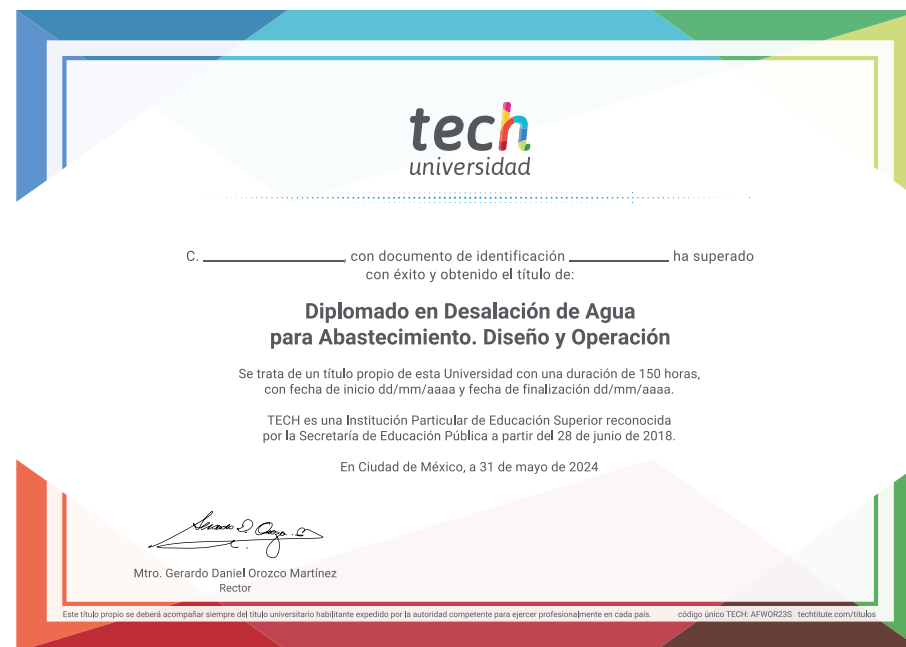 tech
universidad
C. ____________, con documento de identificación ____________ ha superado
con éxito y obtenido el título de:
Diplomado en Desalación de Agua
para Abastecimiento. Diseño y Operación
Se trata de un título propio de esta Universidad con una duración de 150 horas,
con fecha de inicio dd/mm/aaaa y fecha de finalización dd/mm/aaaa.
TECH es una Institución Particular de Educación Superior reconocida
por la Secretaría de Educación Pública a partir del 28 de junio de 2018.
En Ciudad de México, a 31 de mayo de 2024
Mtro. Gerardo Daniel Orozco Martínez
Rector
Este título propio se deberá acompañar siempre del título universitario habilitante expedido por la autoridad competente para ejercer profesionalmente en cada país. código único TECH: AFWOR23S techtitute.com/titulos